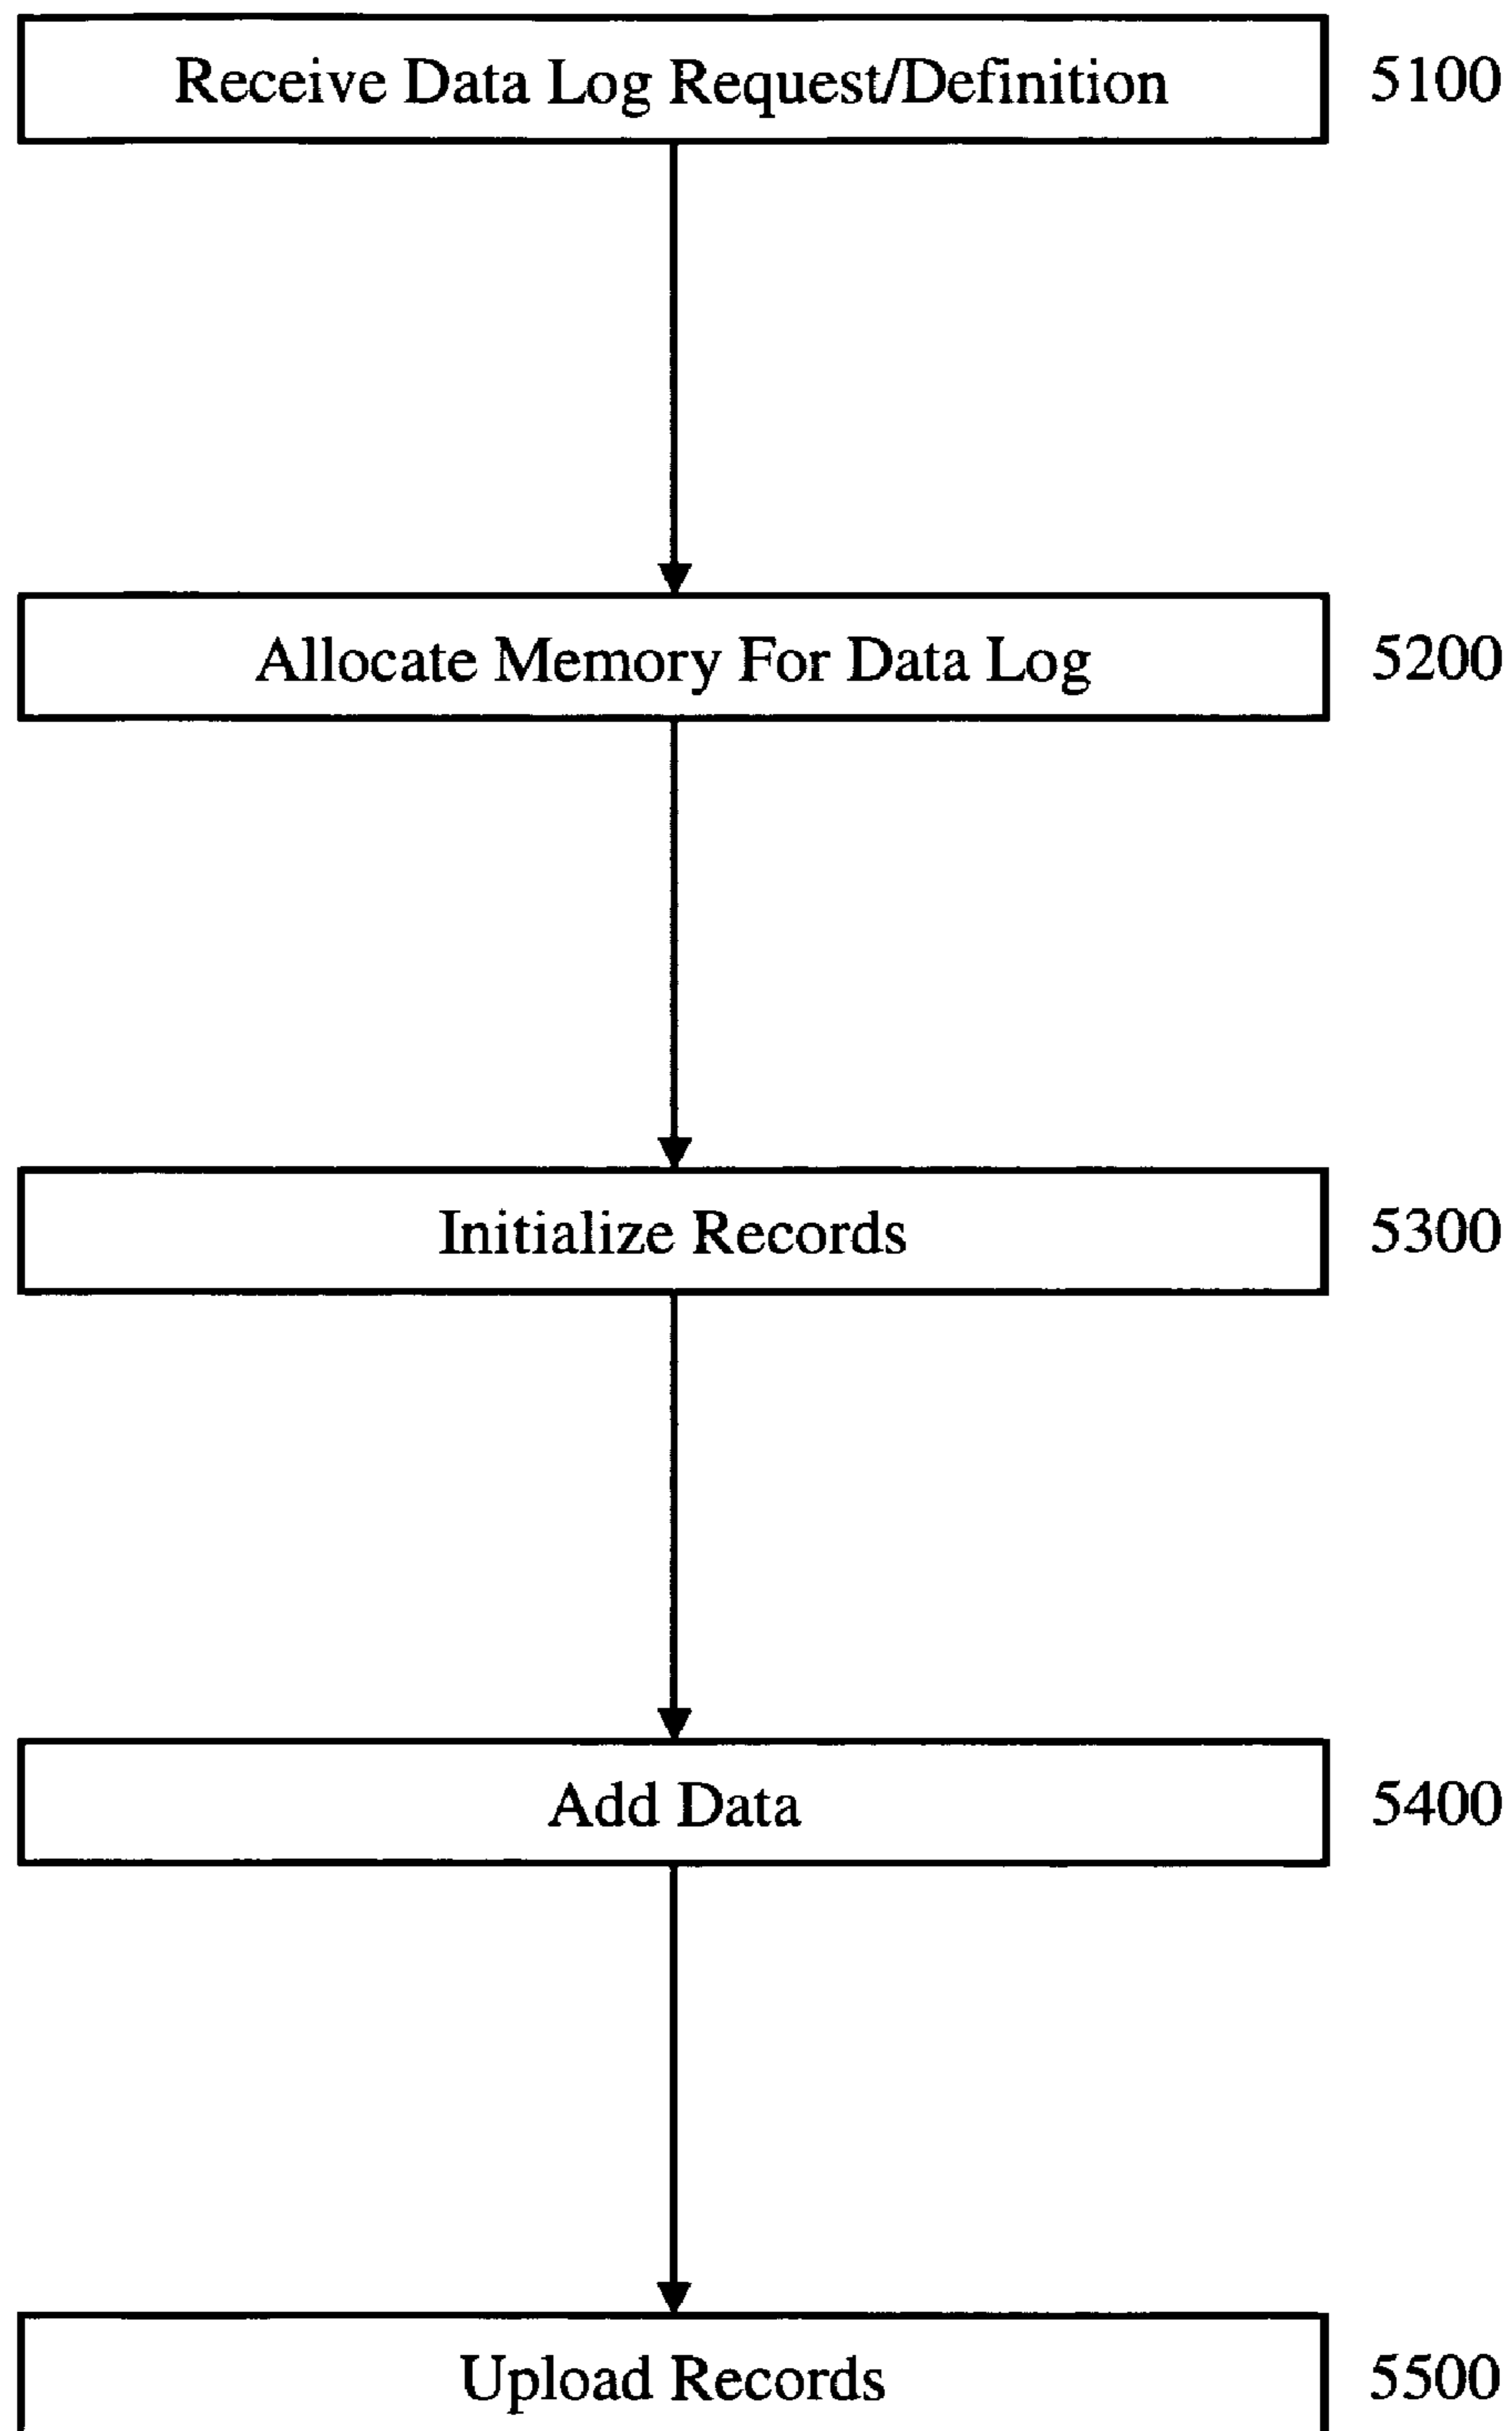 Receive Data Log Request/Definition 5100
Allocate Memory For Data Log 5200
Initialize Records 5300
Add Data 5400
Upload Records 5500